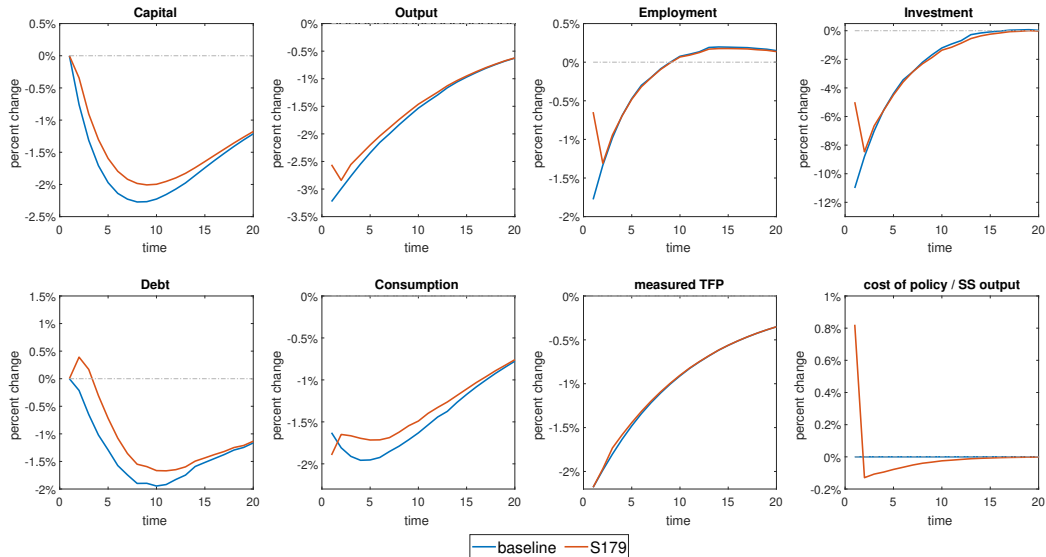 Capital
percent change
1.5%
1%
0.5%
0%
-0.5%
-1%
-1.5%
-2%
2.5%
0 5 10 15 20
time
Output
percent change
0%
-0.5%
-1%
-1.5%
-2%
-2.5%
-3.%
3.5%
0 5 10 15 20
time
Employment
percent change
0.5%
0%
-0.5%
-1%
-1.5%
-2%
0 5 10 15 20
time
Investment
percent change
0.5%
0%
-2%
-4%
-6%
-8%
-10%
-12%
0 5 10 15 20
time
Debt
percent change
1.5%
1%
0.5%
0%
-0.5%
-1%
-1.5%
-2%
0 5 10 15 20
time
Consumption
percent change
0%
-0.5%
-1%
-1.5%
-2%
0 5 10 15 20
time
measured TFP
percent change
0%
-0.5%
-1%
-1.5%
-2%
0 5 10 15 20
time
cost of policy / SS output
percent change
1%
0.8%
0.6%
0.4%
0.2%
0%
-0.2%
0 5 10 15 20
time
baseline S179